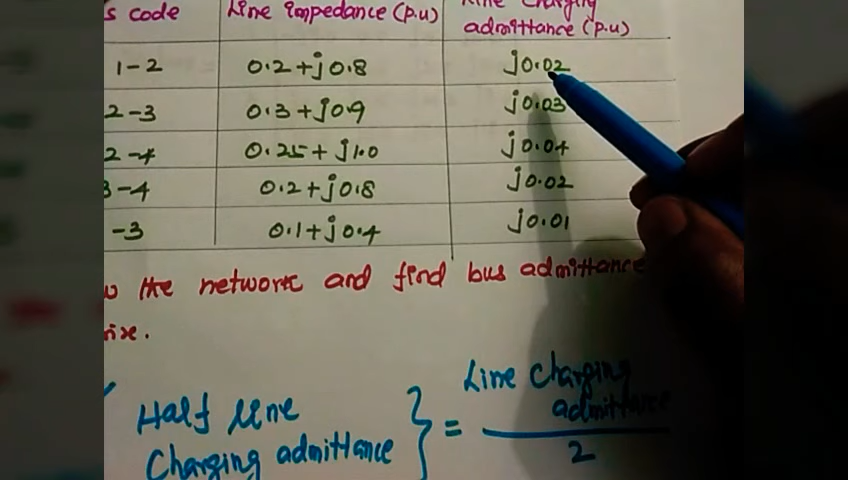 s code Line impedance (p.u) Line charging
admittance (p.u)
1-2 0.2+j0.8 j0.02
2-3 0.3+j0.9 j0.03
2-4 0.25+j1.0 j0.04
3-4 0.2+j0.8 j0.02
-3 0.1+j0.4 j0.01
w the network and find bus admittance
rix.
Half line
Charging admittance } = Line charging
admittance
2